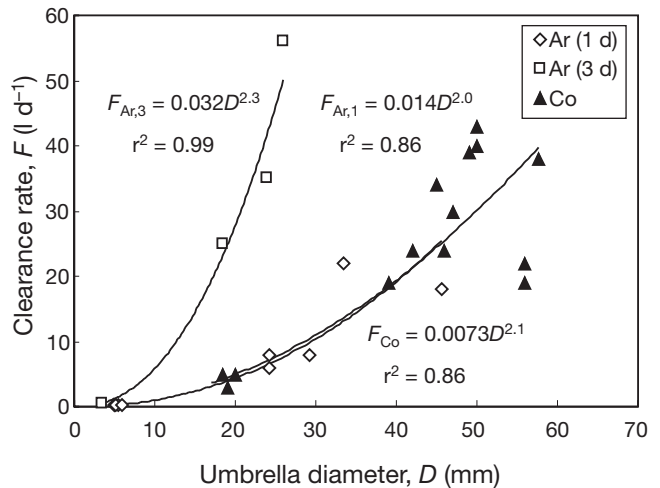 60
50
40
30
20
10
0
Clearance rate, F (l d⁻¹)
◇ Ar (1 d)
□ Ar (3 d)
▲ Co
F_Ar,3 = 0.032D^2.3
r² = 0.99
F_Ar,1 = 0.014D^2.0
r² = 0.86
F_Co = 0.0073D^2.1
r² = 0.86
0 10 20 30 40 50 60 70
Umbrella diameter, D (mm)